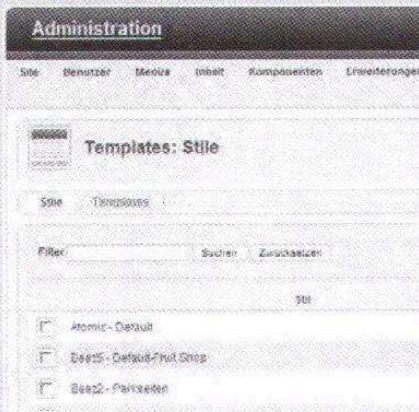 Administration
Site Benutzer Menüs Inhalt Komponenten Erweiterungen
Templates: Stile
Stile Templates
Filter Suchen Zurücksetzen
Stil
Atomic - Default
Beez5 - Default-Fruit Shop
Beez2 - Parkseiten